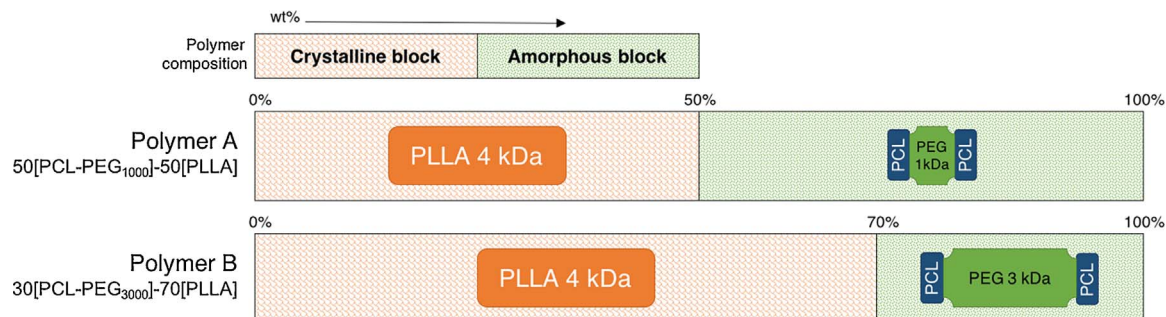 wt%
Polymer
composition
Crystalline block
Amorphous block
0%
50%
100%
Polymer A
50[PCL-PEG1000]-50[PLLA]
PLLA 4 kDa
PCL
PEG
1kDa
PCL
0%
70%
100%
Polymer B
30[PCL-PEG3000]-70[PLLA]
PLLA 4 kDa
PCL
PEG 3 kDa
PCL